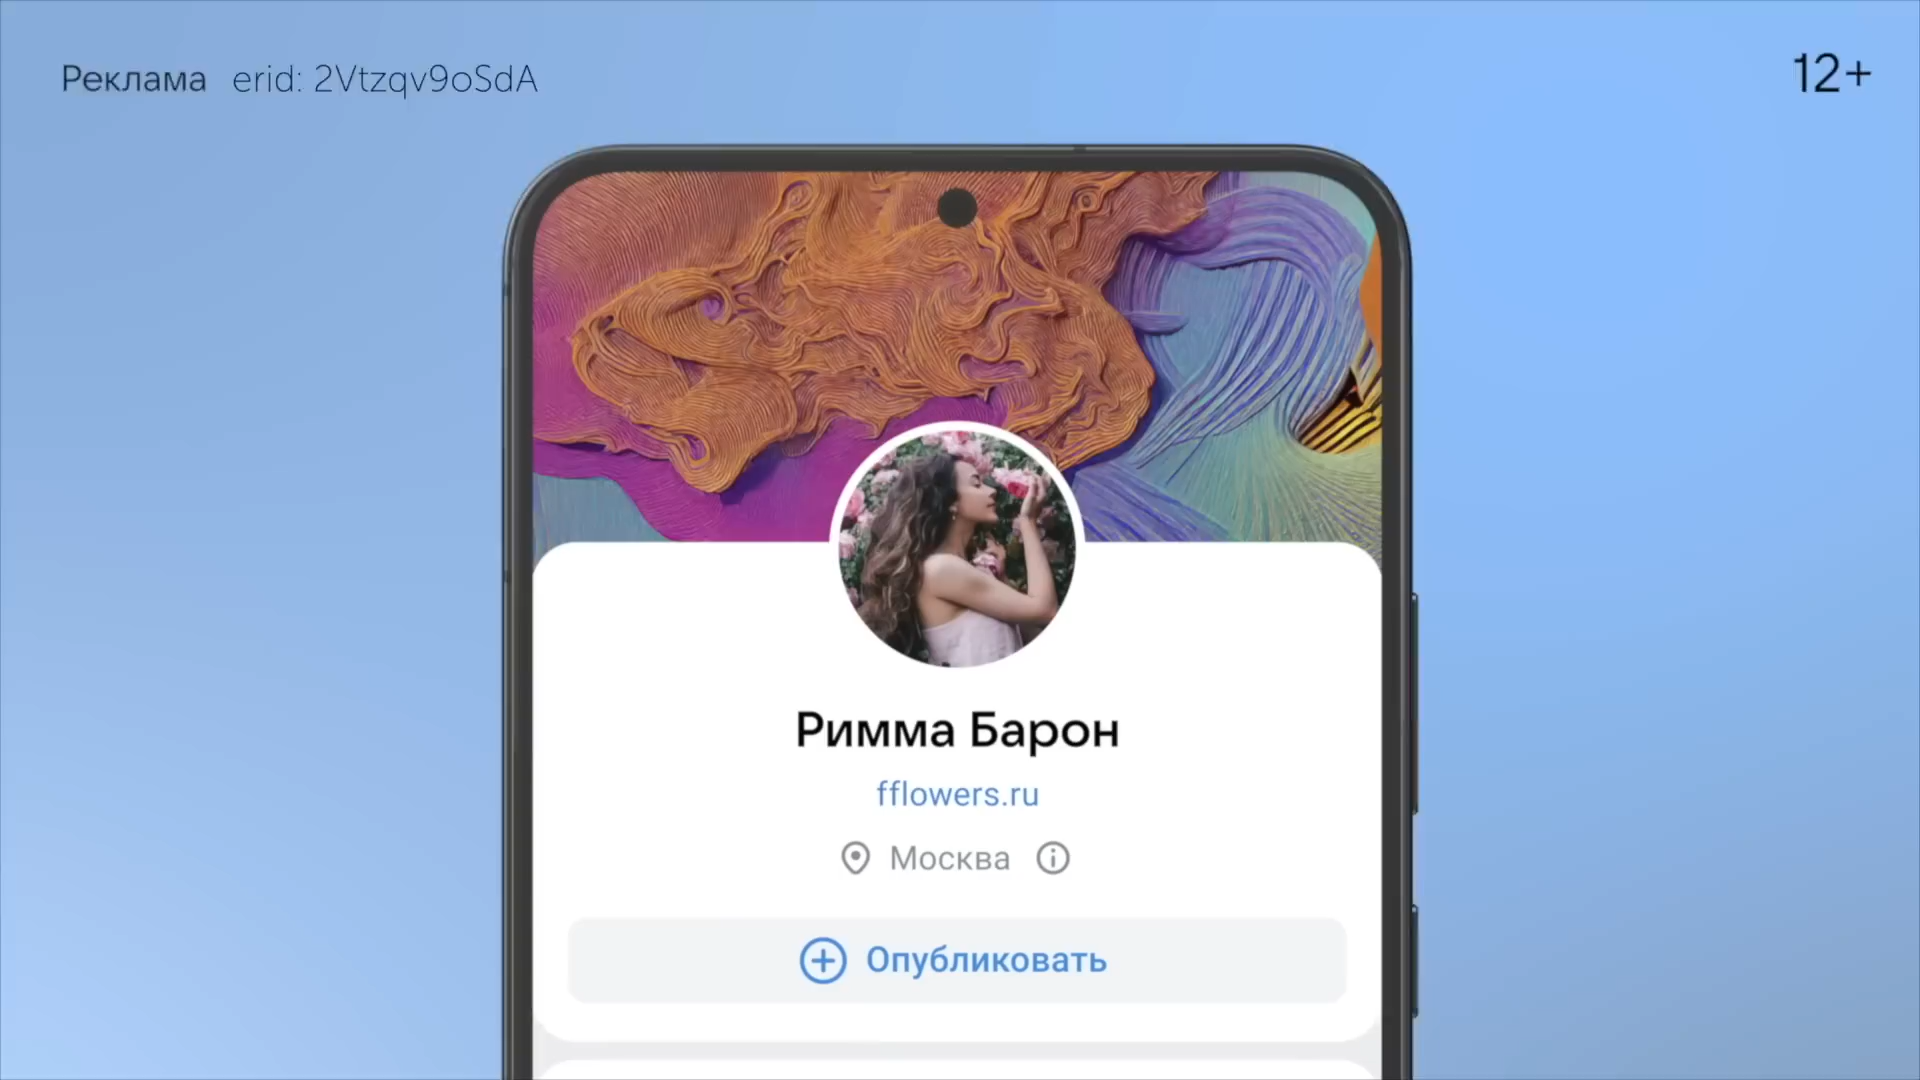 Реклама erid: 2Vtzqv9oSdA
12+
Римма Барон
fflowers.ru
Москва
Опубликовать